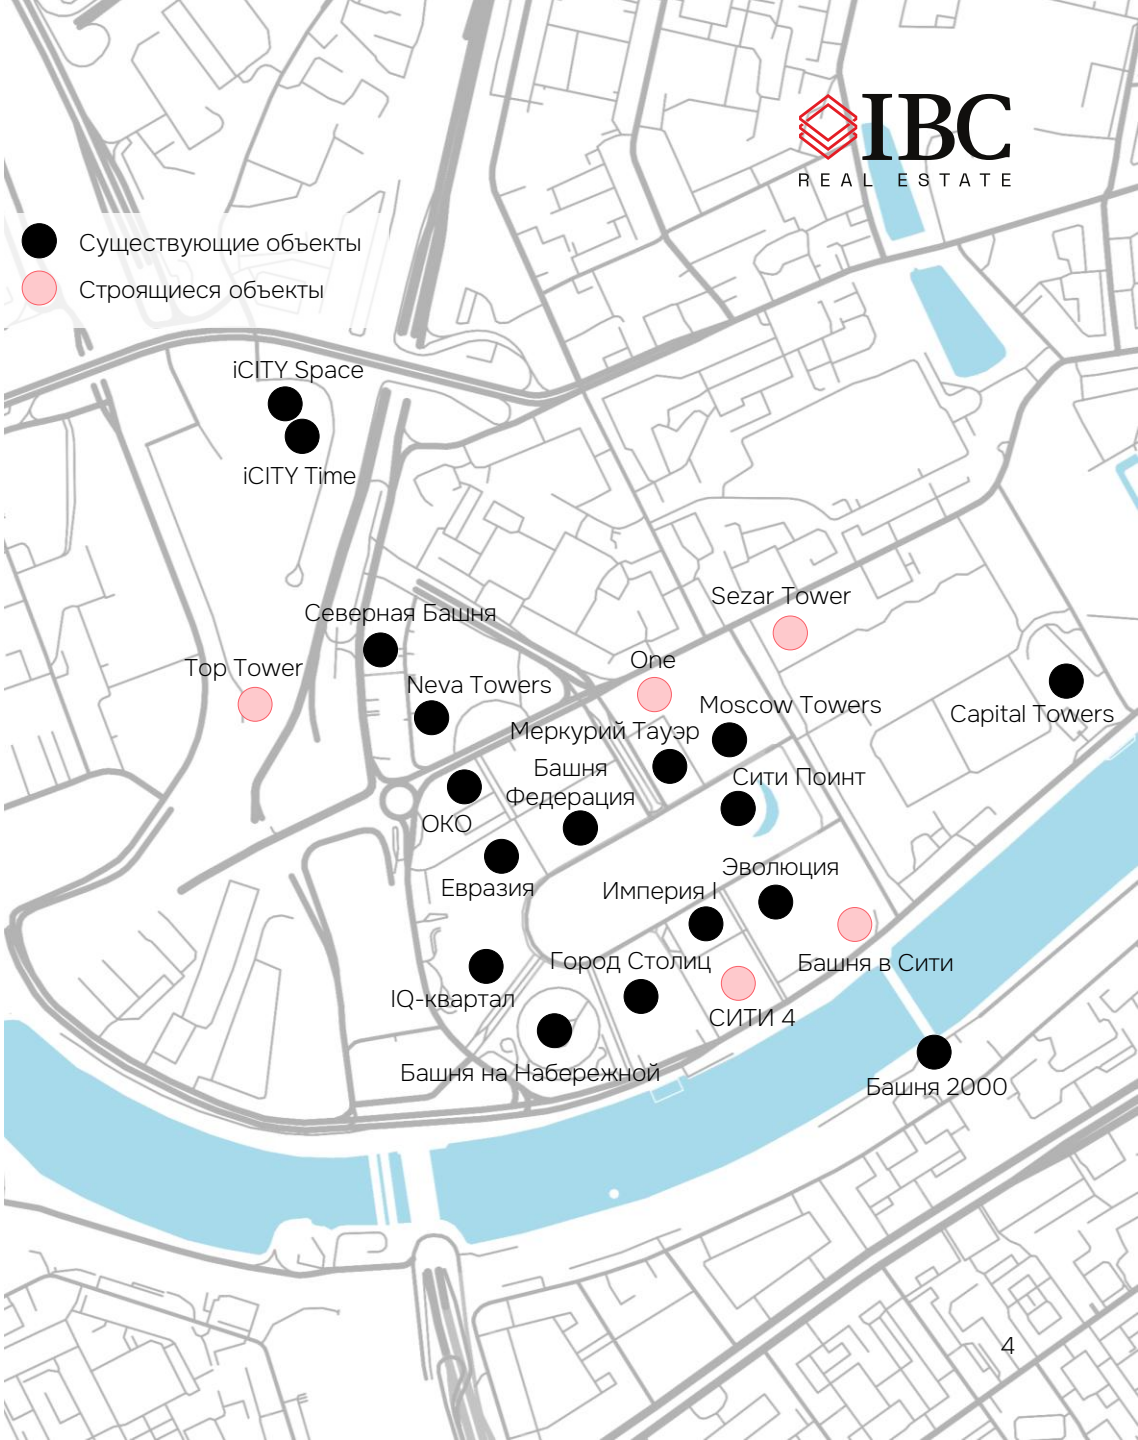 IBC
REAL ESTATE
Существующие объекты
Строящиеся объекты
iCITY Space
iCITY Time
Sezar Tower
Северная Башня
One
Top Tower
Neva Towers
Moscow Towers
Capital Towers
Меркурий Тауэр
Башня
Федерация
Сити Поинт
ОКО
Эволюция
Евразия
Империя I
Город Столиц
Башня в Сити
IQ-квартал
СИТИ 4
Башня на Набережной
Башня 2000
4